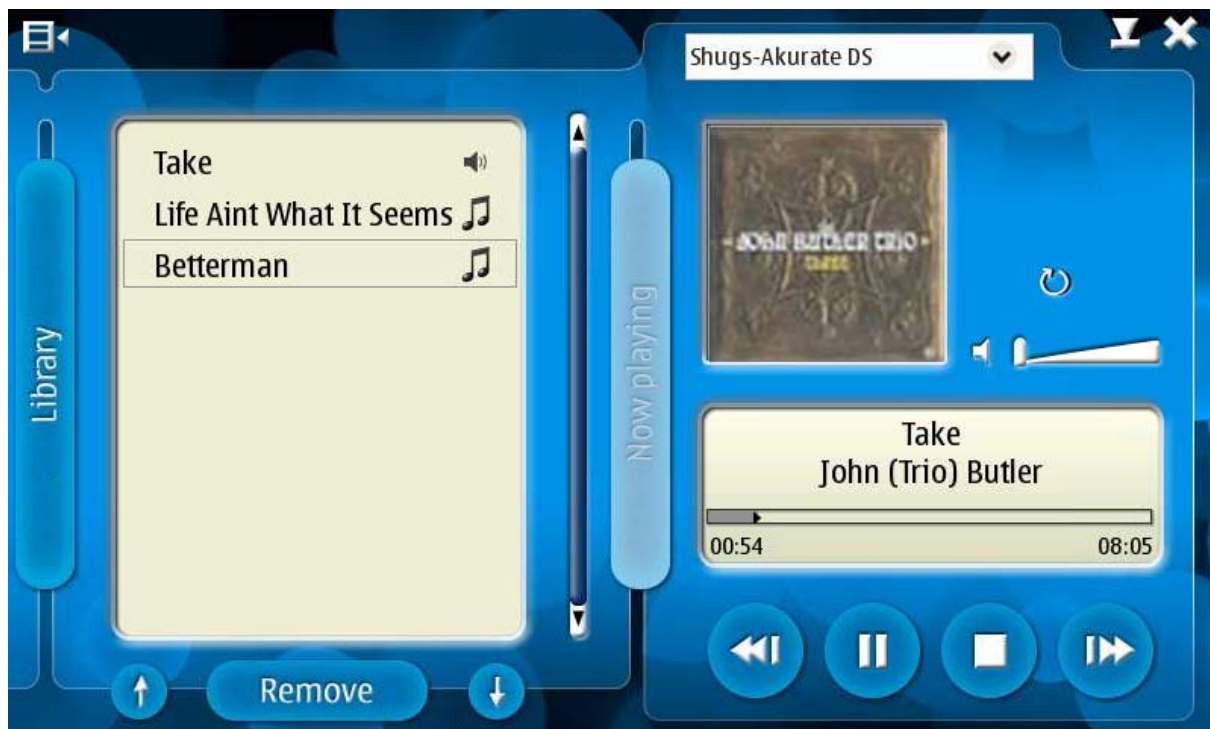 Shugs-Akurate DS
Library
Take
Life Aint What It Seems
Betterman
Remove
Now playing
JOHN BUTLER TRIO
THREE
Take
John (Trio) Butler
00:54
08:05